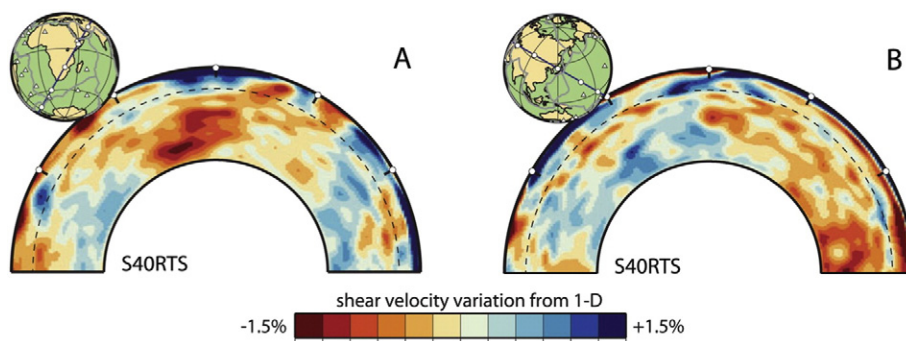 A
B
S40RTS
S40RTS
shear velocity variation from 1-D
-1.5%
+1.5%